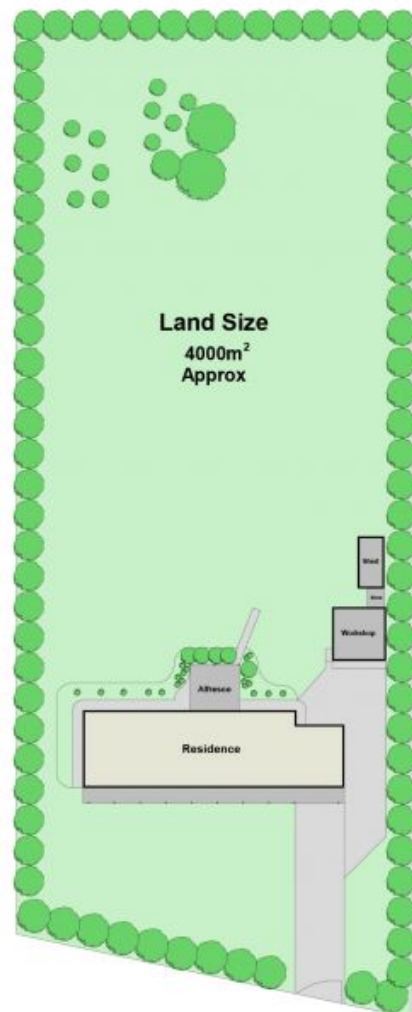 Land Size
4000m²
Approx
Shed
Workshop
Alfresco
Residence